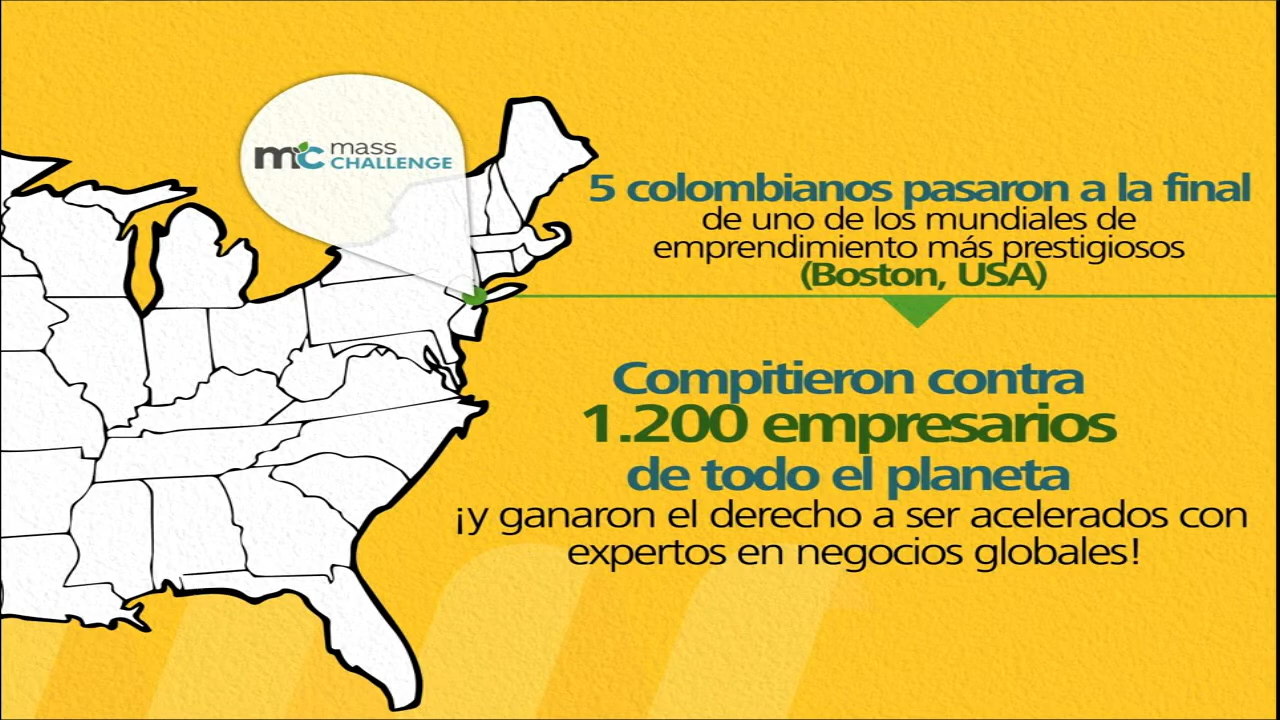 mc mass
CHALLENGE
5 colombianos pasaron a la final
de uno de los mundiales de
emprendimiento más prestigiosos
(Boston, USA)
Compitieron contra
1.200 empresarios
de todo el planeta
¡y ganaron el derecho a ser acelerados con
expertos en negocios globales!